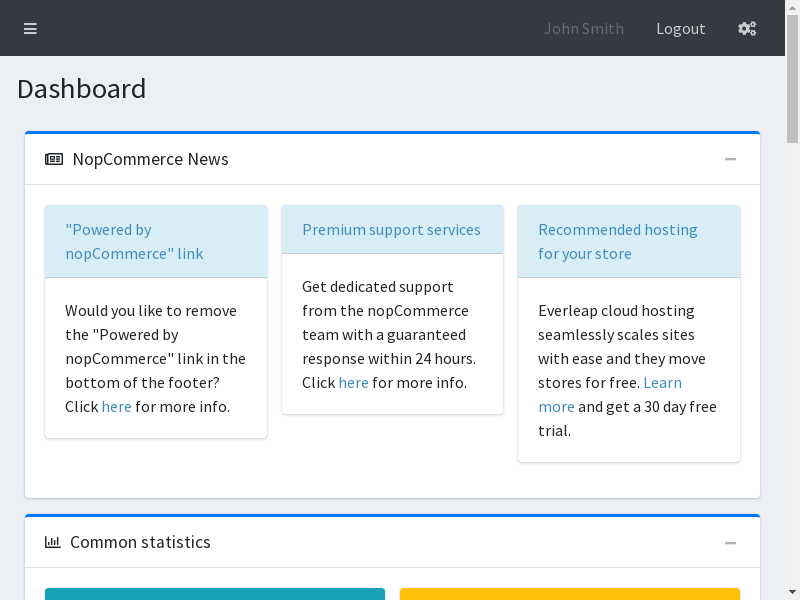 John Smith
Logout
Dashboard
NopCommerce News
"Powered by
nopCommerce" link
Would you like to remove
the "Powered by
nopCommerce" link in the
bottom of the footer?
Click here for more info.
Premium support services
Get dedicated support
from the nopCommerce
team with a guaranteed
response within 24 hours.
Click here for more info.
Recommended hosting
for your store
Everleap cloud hosting
seamlessly scales sites
with ease and they move
stores for free. Learn
more and get a 30 day free
trial.
Common statistics